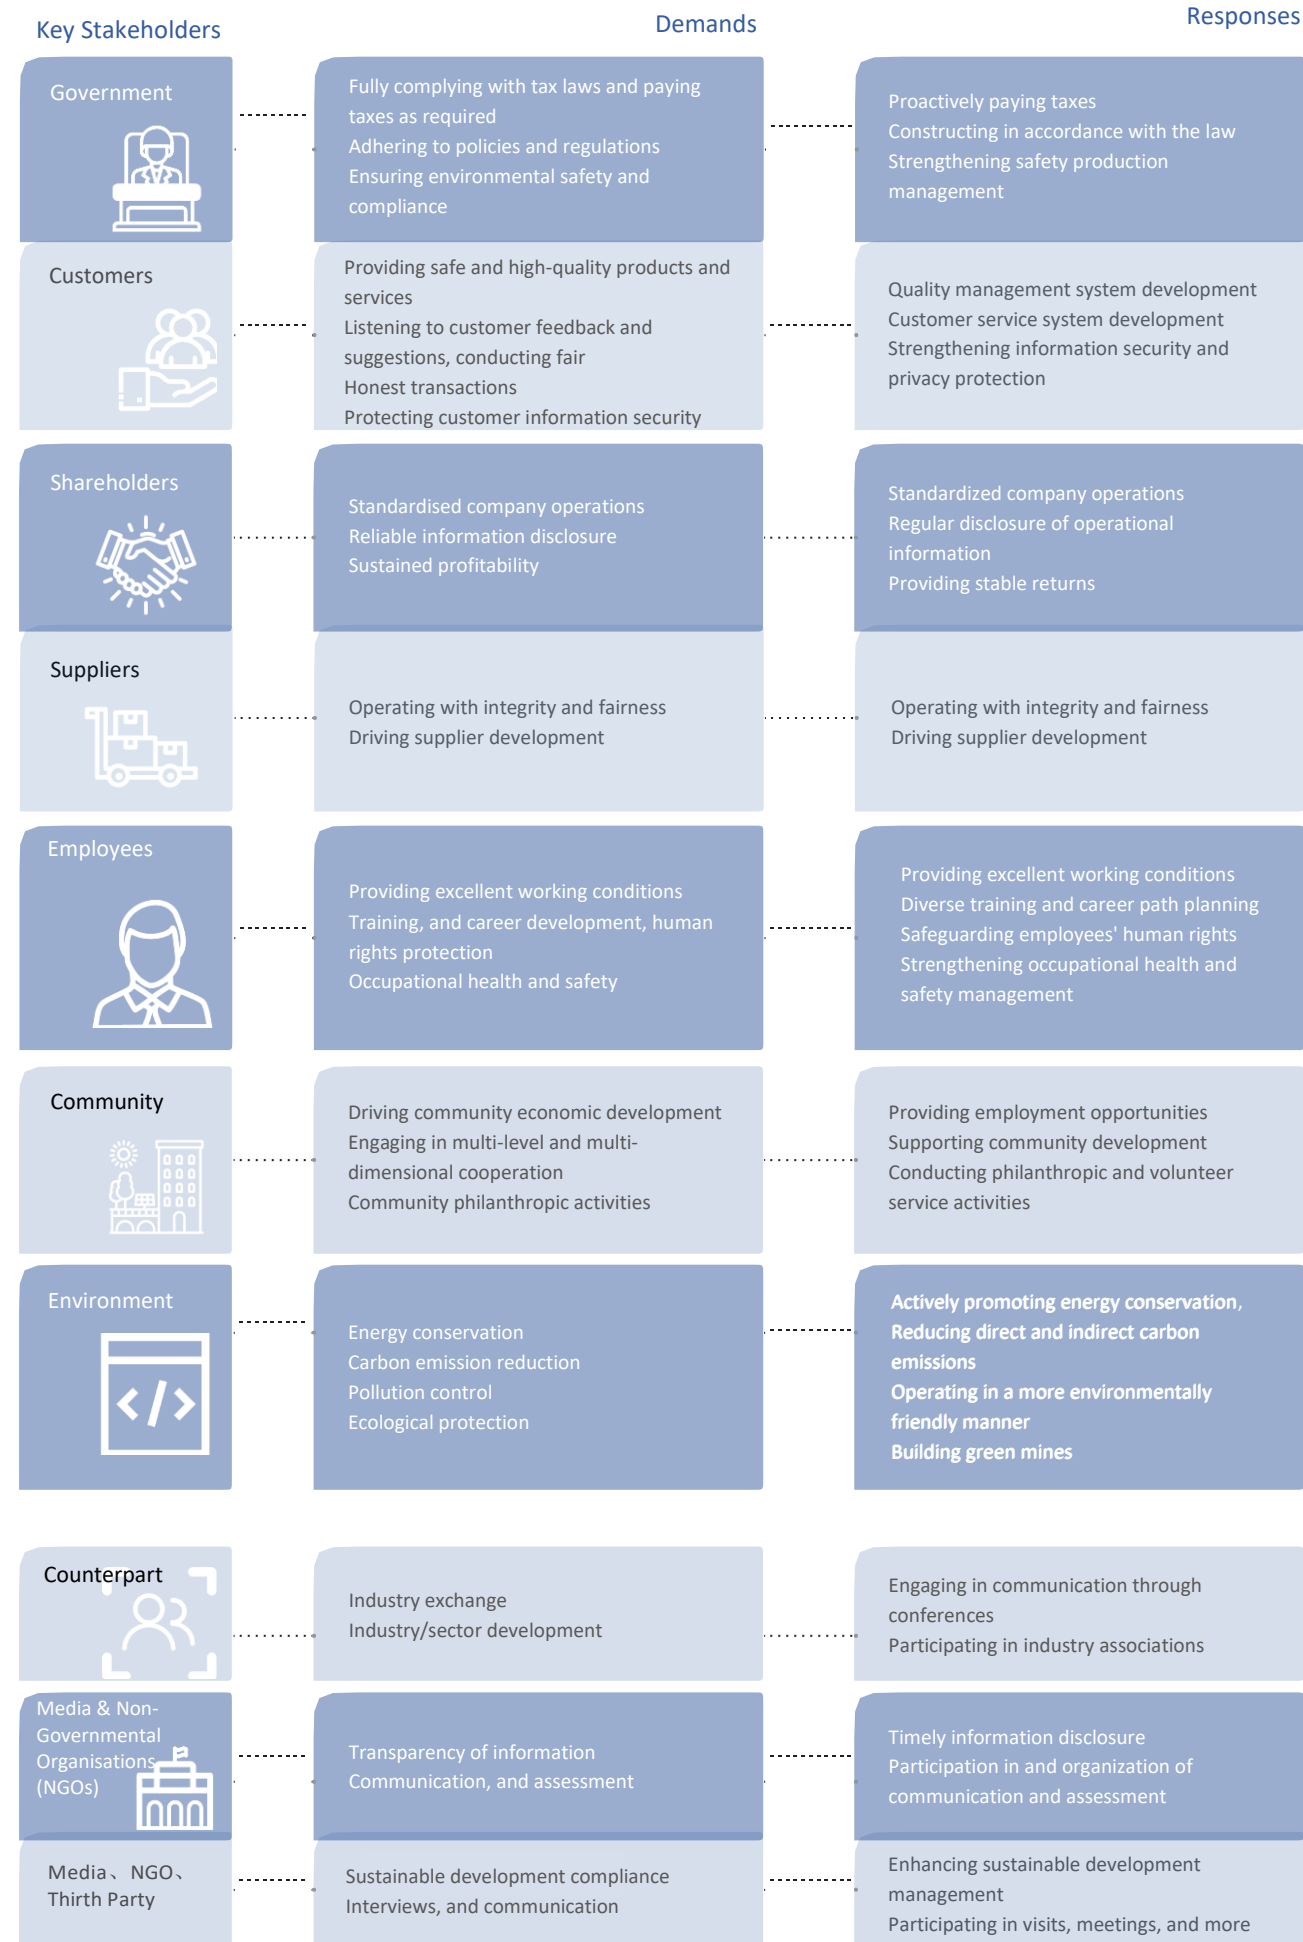 Key Stakeholders
Demands
Responses
Government
Fully complying with tax laws and paying
taxes as required
Adhering to policies and regulations
Ensuring environmental safety and
compliance
Proactively paying taxes
Constructing in accordance with the law
Strengthening safety production
management
Customers
Providing safe and high-quality products and
services
Listening to customer feedback and
suggestions, conducting fair
Honest transactions
Protecting customer information security
Quality management system development
Customer service system development
Strengthening information security and
privacy protection
Shareholders
Standardised company operations
Reliable information disclosure
Sustained profitability
Standardized company operations
Regular disclosure of operational
information
Providing stable returns
Suppliers
Operating with integrity and fairness
Driving supplier development
Operating with integrity and fairness
Driving supplier development
Employees
Providing excellent working conditions
Training, and career development, human
rights protection
Occupational health and safety
Providing excellent working conditions
Diverse training and career path planning
Safeguarding employees' human rights
Strengthening occupational health and
safety management
Community
Driving community economic development
Engaging in multi-level and multi-
dimensional cooperation
Community philanthropic activities
Providing employment opportunities
Supporting community development
Conducting philanthropic and volunteer
service activities
Environment
</>
Energy conservation
Carbon emission reduction
Pollution control
Ecological protection
Actively promoting energy conservation,
Reducing direct and indirect carbon
emissions
Operating in a more environmentally
friendly manner
Building green mines
Counterpart
Industry exchange
Industry/sector development
Engaging in communication through
conferences
Participating in industry associations
Media & Non-
Governmental
Organisations
(NGOs)
Transparency of information
Communication, and assessment
Timely information disclosure
Participation in and organization of
communication and assessment
Media、NGO、
Thirth Party
Sustainable development compliance
Interviews, and communication
Enhancing sustainable development
management
Participating in visits, meetings, and more